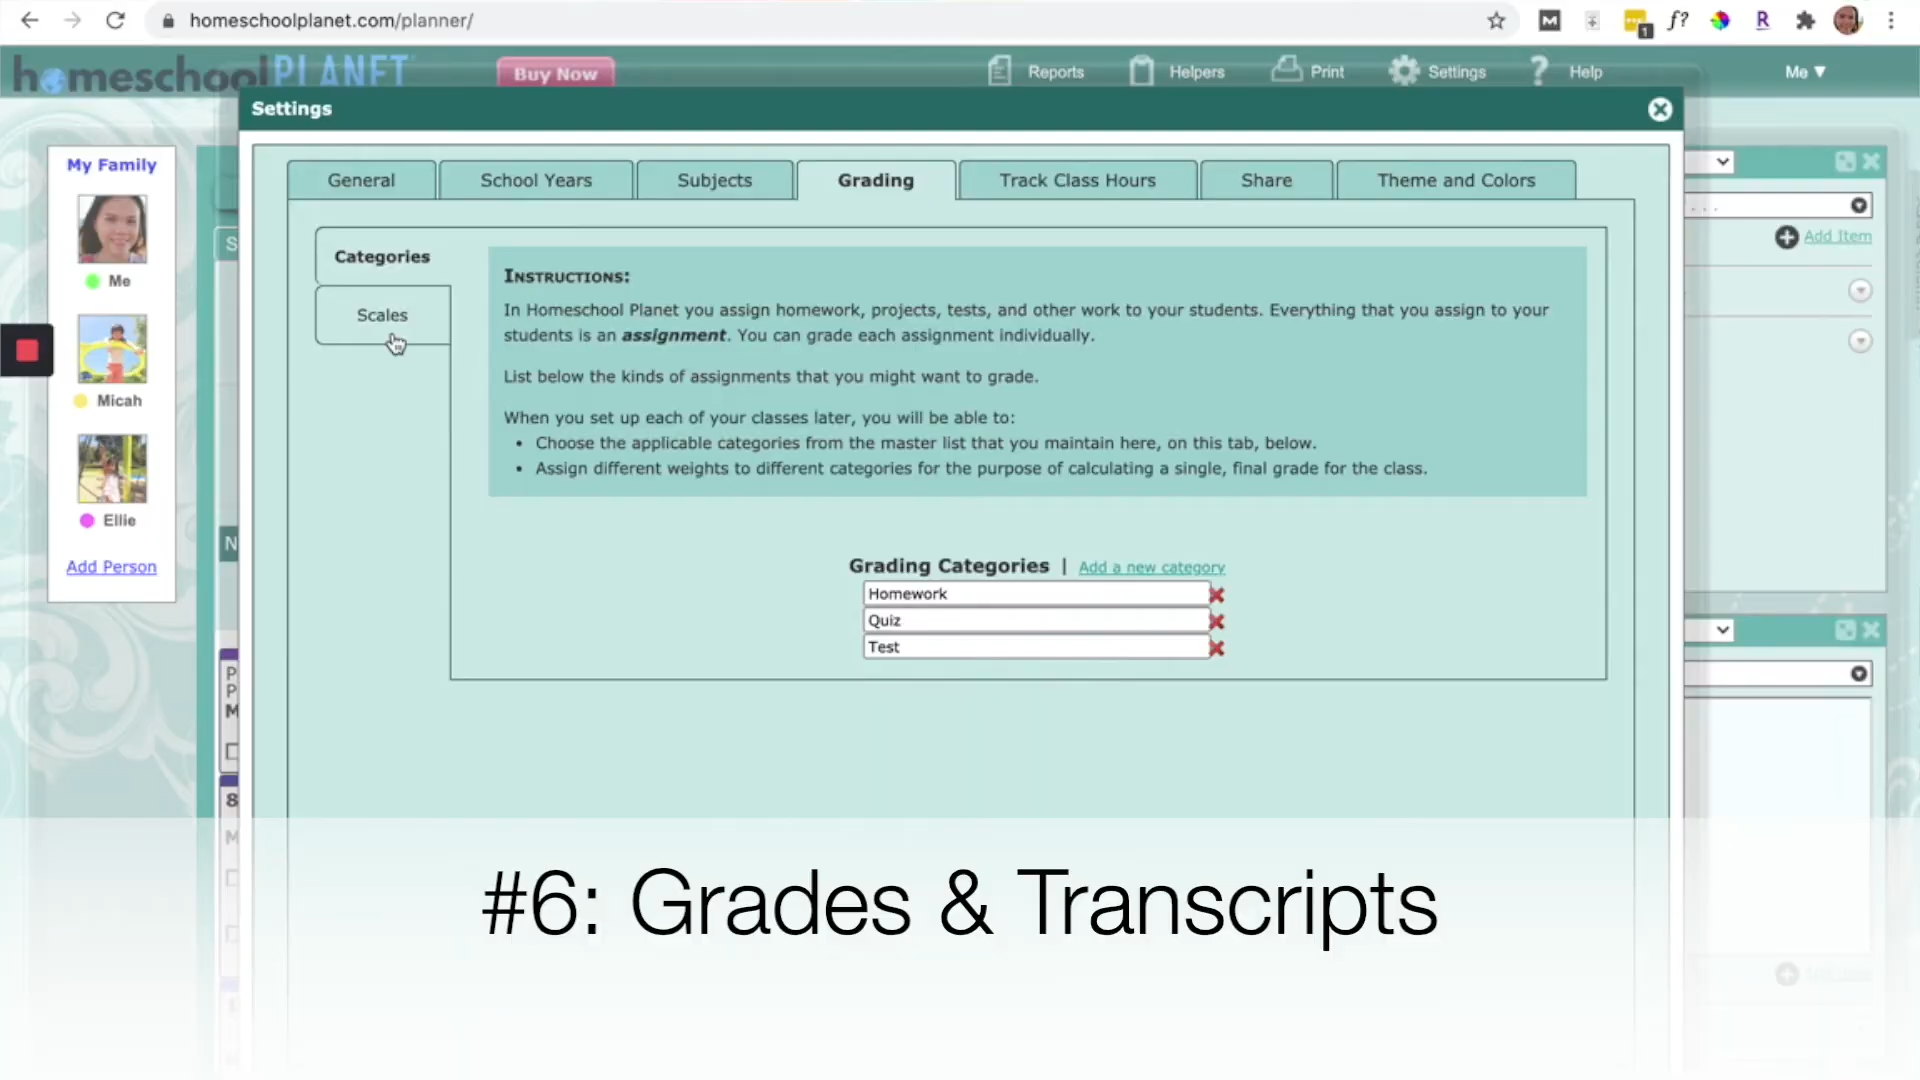 homeschoolplanet.com/planner/
1
f?
R
homeschoolPLANET
Buy Now
Reports
Helpers
Print
Settings
? Help
Me ▼
Settings
My Family
Me
Micah
Ellie
Add Person
General
School Years
Subjects
Grading
Track Class Hours
Share
Theme and Colors
Categories
Scales
INSTRUCTIONS:
In Homeschool Planet you assign homework, projects, tests, and other work to your students. Everything that you assign to your
students is an assignment. You can grade each assignment individually.
List below the kinds of assignments that you might want to grade.
When you set up each of your classes later, you will be able to:
• Choose the applicable categories from the master list that you maintain here, on this tab, below.
• Assign different weights to different categories for the purpose of calculating a single, final grade for the class.
Grading Categories | Add a new category
Homework
Quiz
Test
. . .
Add Item
#6: Grades & Transcripts